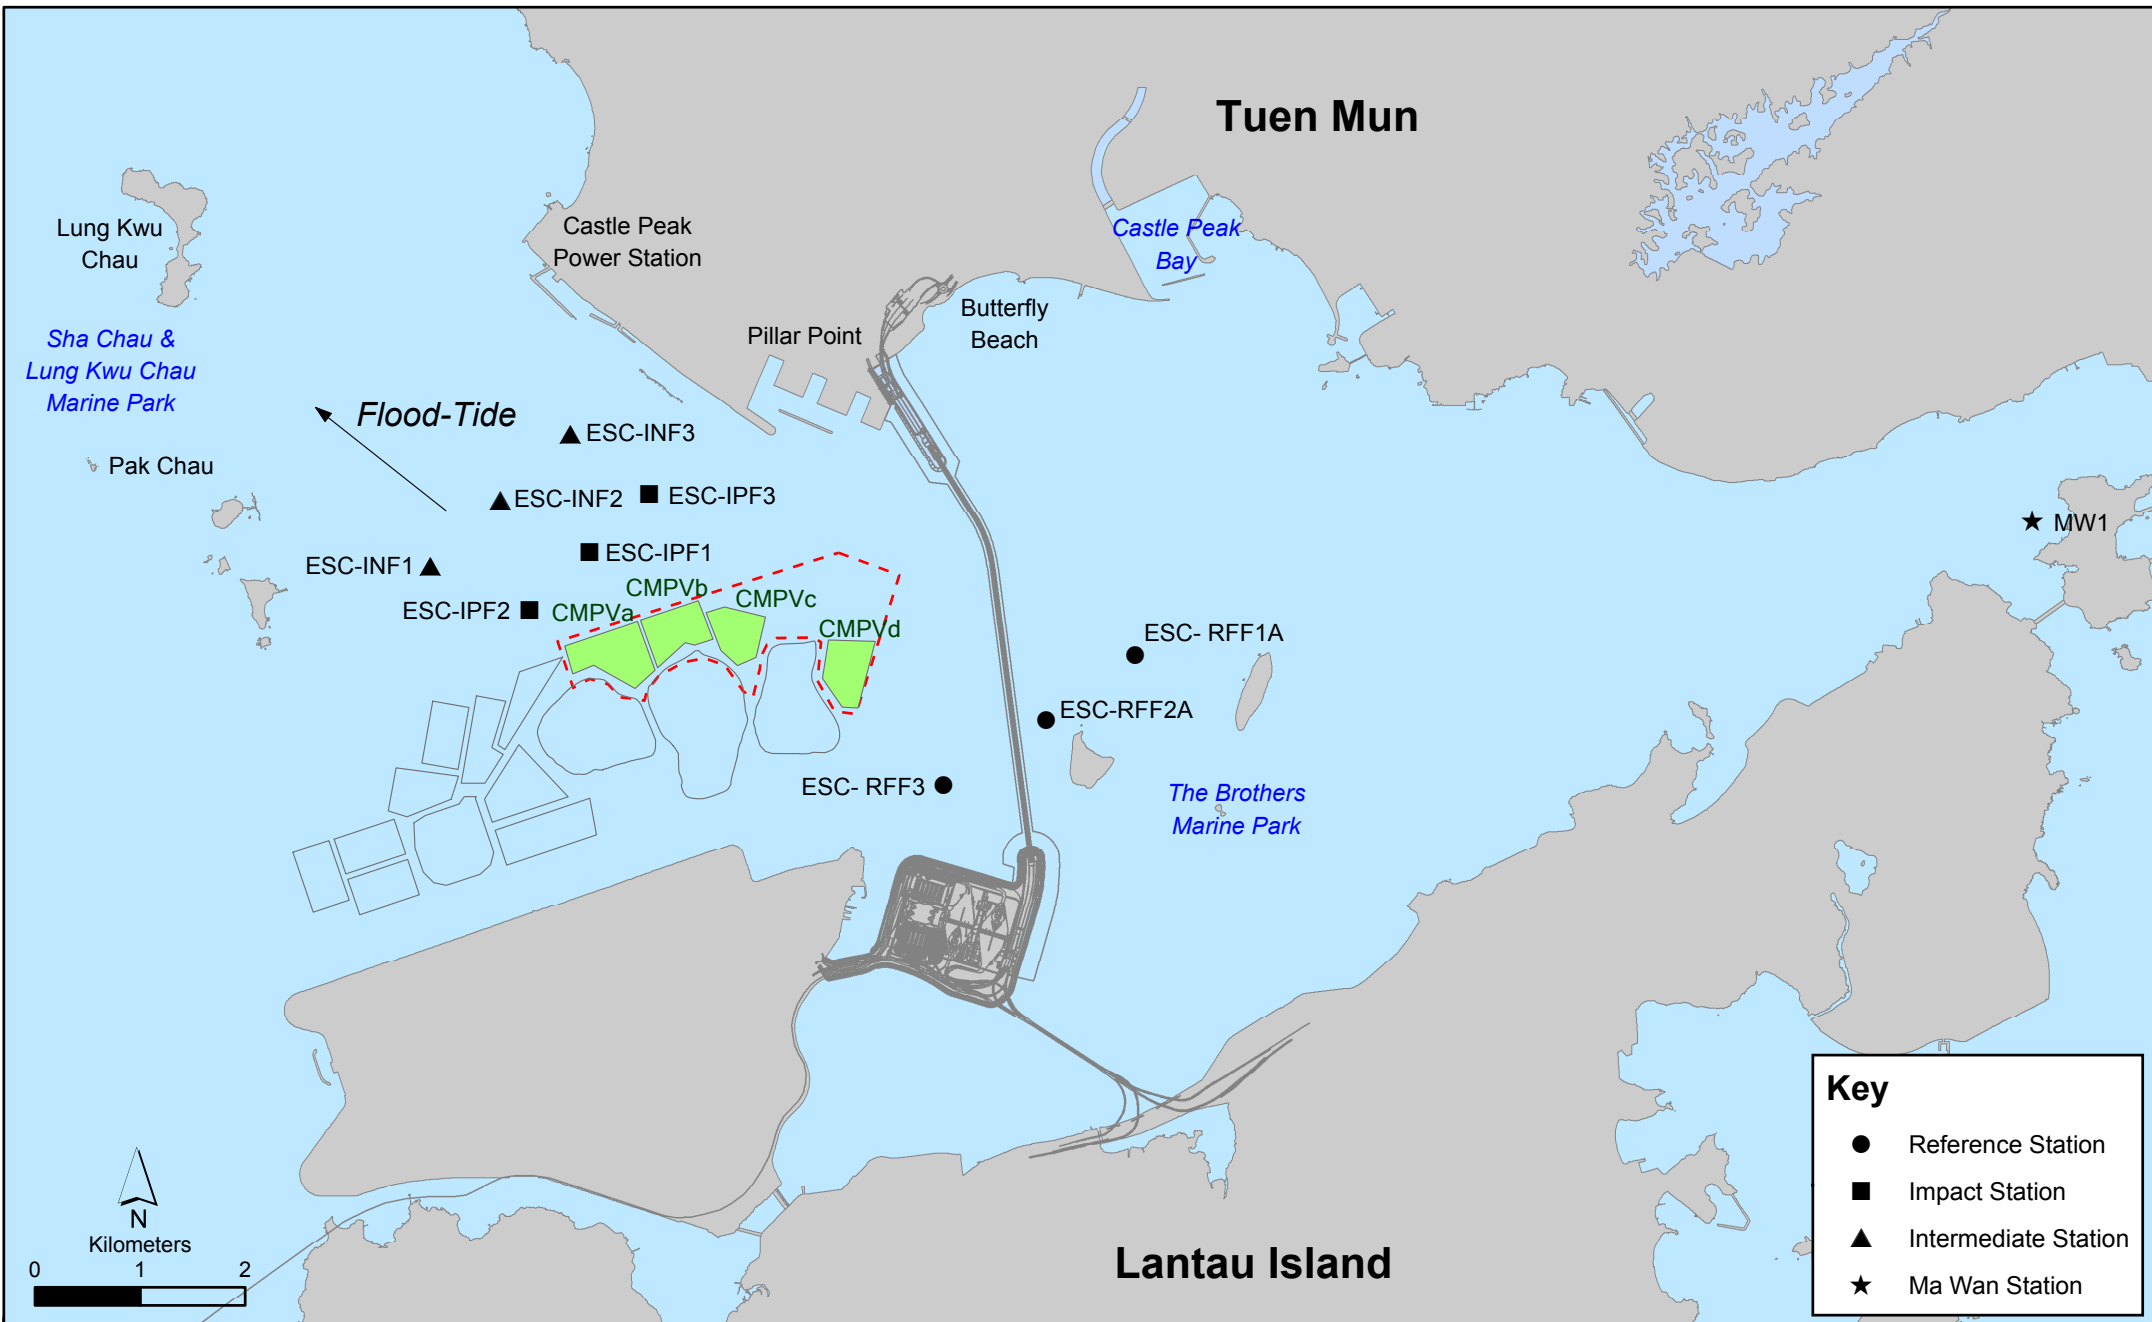 Tuen Mun
Lung Kwu
Chau
Castle Peak
Power Station
Castle Peak
Bay
Butterfly
Beach
Pillar Point
Sha Chau &
Lung Kwu Chau
Marine Park
Flood-Tide
Pak Chau
ESC-INF3
ESC-INF2
ESC-IPF3
MW1
ESC-INF1
ESC-IPF1
ESC-IPF2
CMPVa
CMPVb
CMPVc
CMPVd
ESC- RFF1A
ESC-RFF2A
ESC- RFF3
The Brothers
Marine Park
Lantau Island
N
Kilometers
0 1 2
Key
Reference Station
Impact Station
Intermediate Station
Ma Wan Station